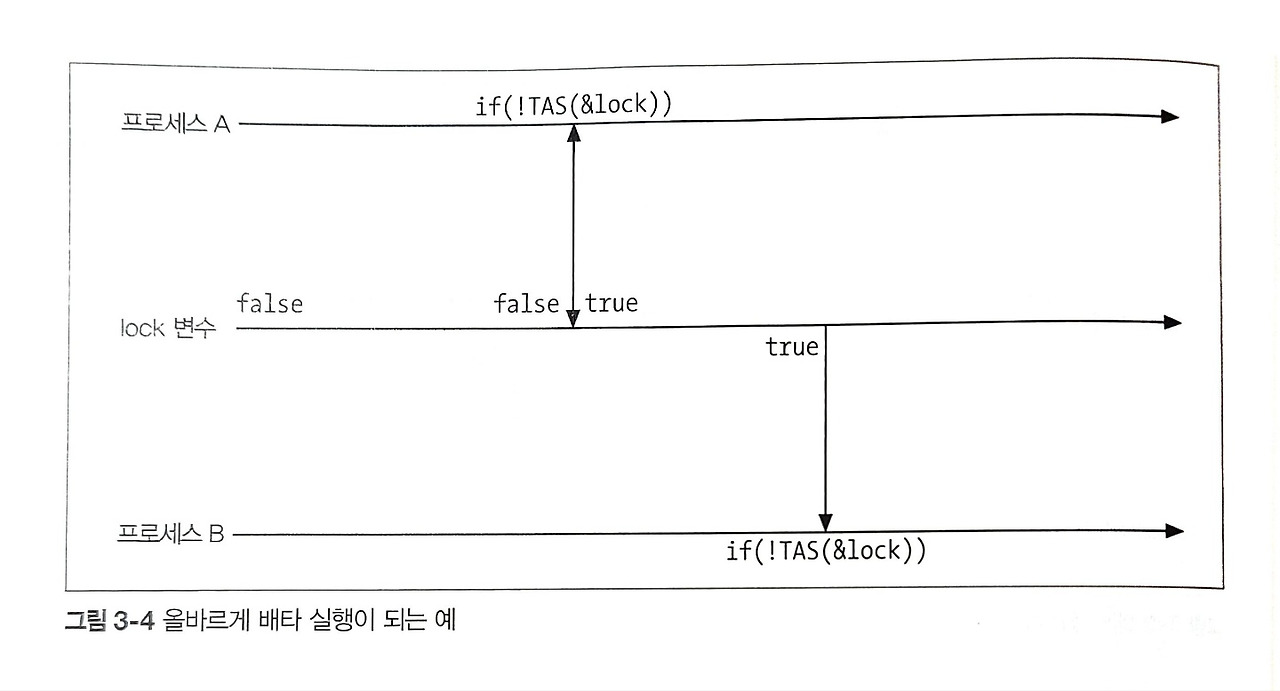 if(!TAS(&lock))
프로세스 A
false
false
true
lock 변수
true
프로세스 B
if(!TAS(&lock))
그림 3-4 올바르게 배타 실행이 되는 예